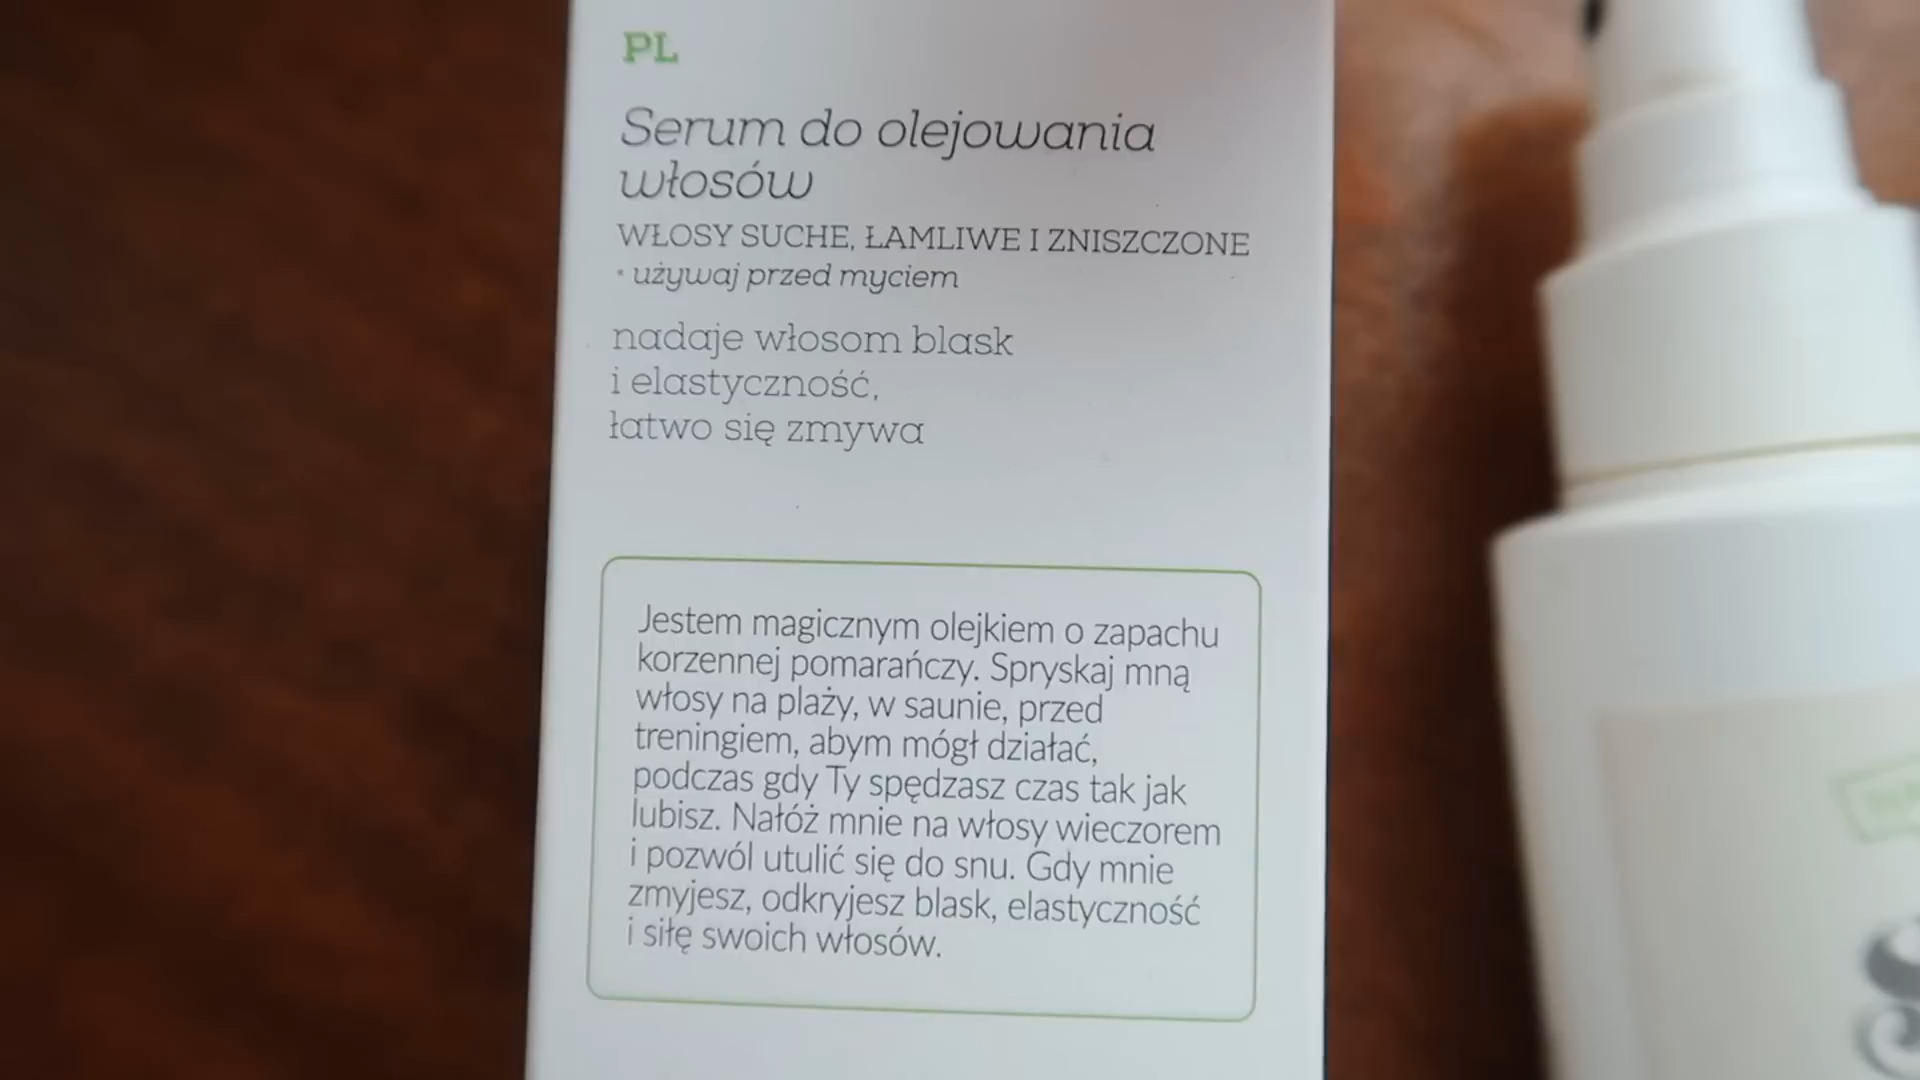 PL
Serum do olejowania
włosów
WŁOSY SUCHE, ŁAMLIWE I ZNISZCZONE
• używaj przed myciem
nadaje włosom blask
i elastyczność,
łatwo się zmywa
Jestem magicznym olejkiem o zapachu
korzennej pomarańczy. Spryskaj mną
włosy na plaży, w saunie, przed
treningiem, abym mógł działać,
podczas gdy Ty spędzasz czas tak jak
lubisz. Nałóż mnie na włosy wieczorem
i pozwól utulić się do snu. Gdy mnie
zmyjesz, odkryjesz blask, elastyczność
i siłę swoich włosów.